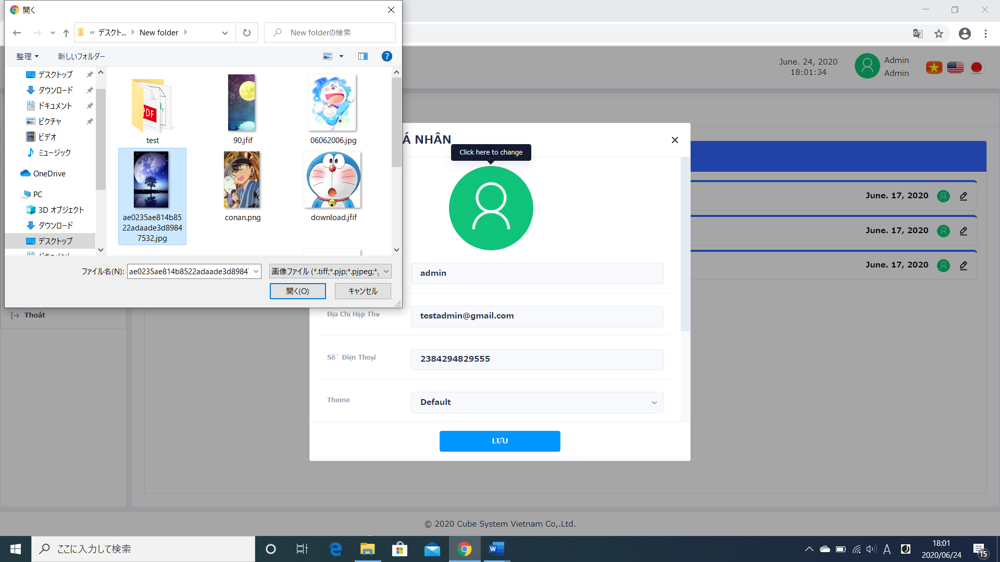 開く
« デスクト... > New folder >
New folderの検索
整理
新しいフォルダー
デスクトップ
ダウンロード
ドキュメント
ピクチャ
ビデオ
ミュージック
OneDrive
PC
3D オブジェクト
ダウンロード
デスクトップ
PDF
test
90.jfif
06062006.jpg
ae0235ae814b85
22adaade3d8984
7532.jpg
conan.png
download.jfif
ファイル名(N):
ae0235ae814b8522adaade3d8984
画像ファイル (*.tiff;*.pjp;*.pjpeg;*.
開く(O)
キャンセル
June. 24, 2020
18:01:34
Admin
Admin
Á NHÂN
Click here to change
June. 17, 2020
June. 17, 2020
June. 17, 2020
admin
Thoát
Địa Chỉ Hộp Thư
testadmin@gmail.com
Số Điện Thoại
2384294829555
Theme
Default
LƯU
© 2020 Cube System Vietnam Co,.Ltd.
ここに入力して検索
A
18:01
2020/06/24
15